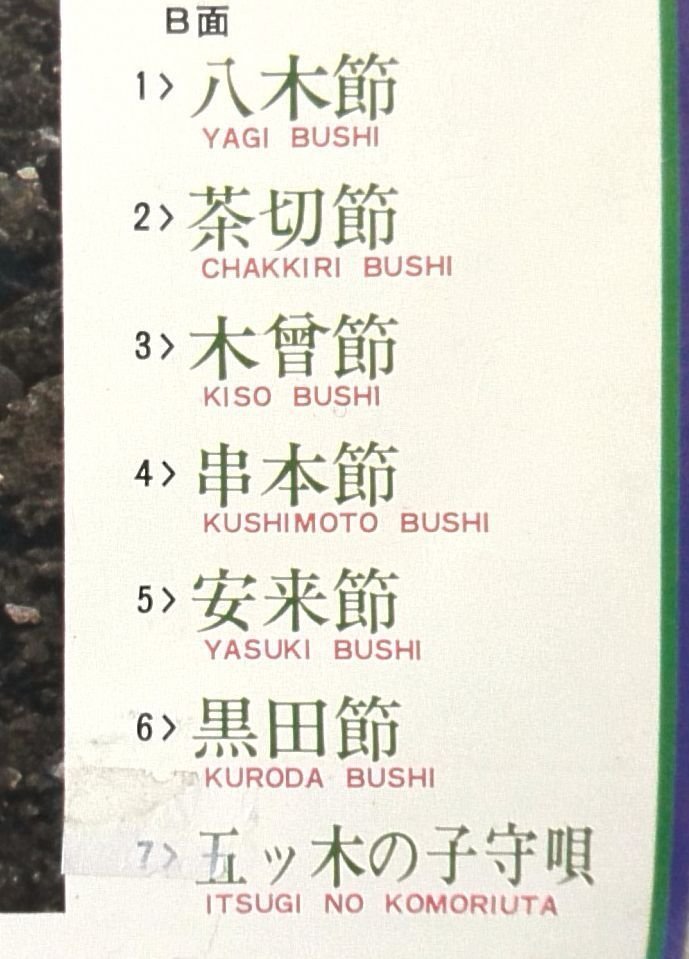 B面
1> 八木節
YAGI BUSHI
2> 茶切節
CHAKKIRI BUSHI
3> 木曾節
KISO BUSHI
4> 串本節
KUSHIMOTO BUSHI
5> 安来節
YASUKI BUSHI
6> 黒田節
KURODA BUSHI
7> 五ッ木の子守唄
ITSUGI NO KOMORIUTA